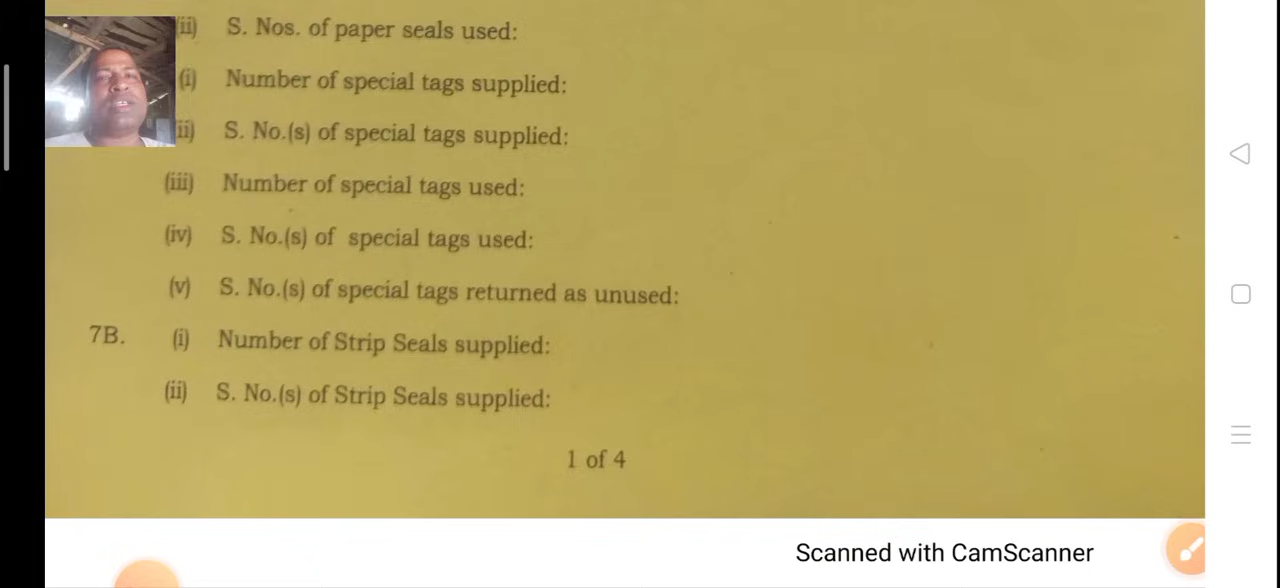 ii) S. Nos. of paper seals used:
(i) Number of special tags supplied:
ii) S. No.(s) of special tags supplied:
(iii) Number of special tags used:
(iv) S. No.(s) of special tags used:
(v) S. No.(s) of special tags returned as unused:
7B. (i) Number of Strip Seals supplied:
(ii) S. No.(s) of Strip Seals supplied:
1 of 4
Scanned with CamScanner